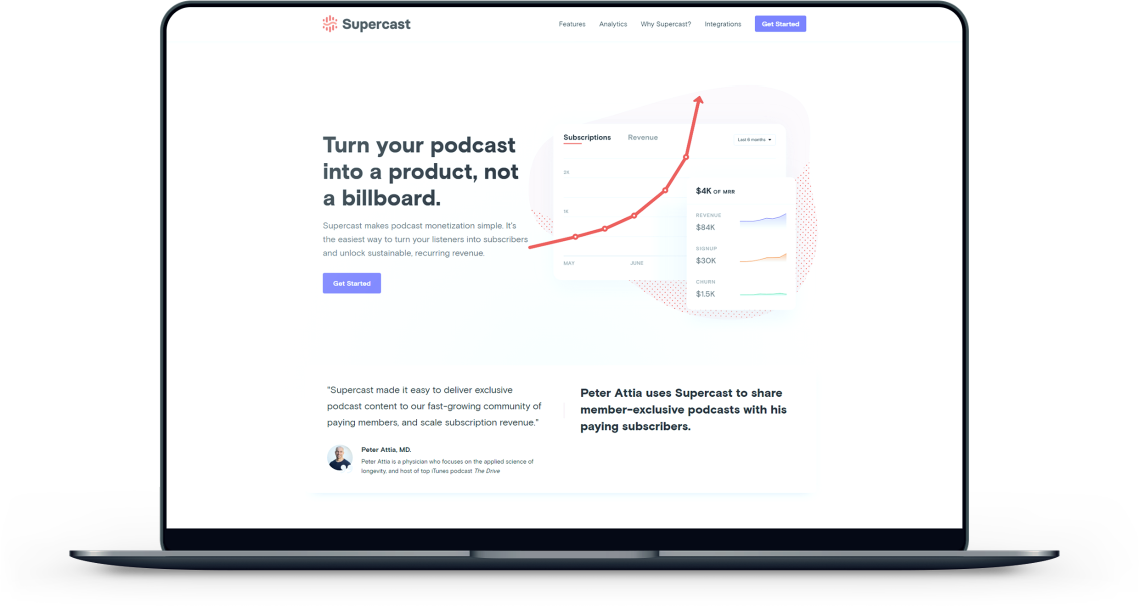 Supercast
Features Analytics Why Supercast? Integrations Get Started
Turn your podcast
into a product, not
a billboard.
Supercast makes podcast monetization simple. It's
the easiest way to turn your listeners into subscribers
and unlock sustainable, recurring revenue.
Get Started
Subscriptions Revenue
Last 6 months
2K
1K
MAY JUNE
$4K OF MRR
REVENUE
$84K
SIGNUP
$30K
CHURN
$1.5K
"Supercast made it easy to deliver exclusive
podcast content to our fast-growing community of
paying members, and scale subscription revenue."
Peter Attia, MD.
Peter Attia is a physician who focuses on the applied science of
longevity, and host of top iTunes podcast The Drive
Peter Attia uses Supercast to share
member-exclusive podcasts with his
paying subscribers.